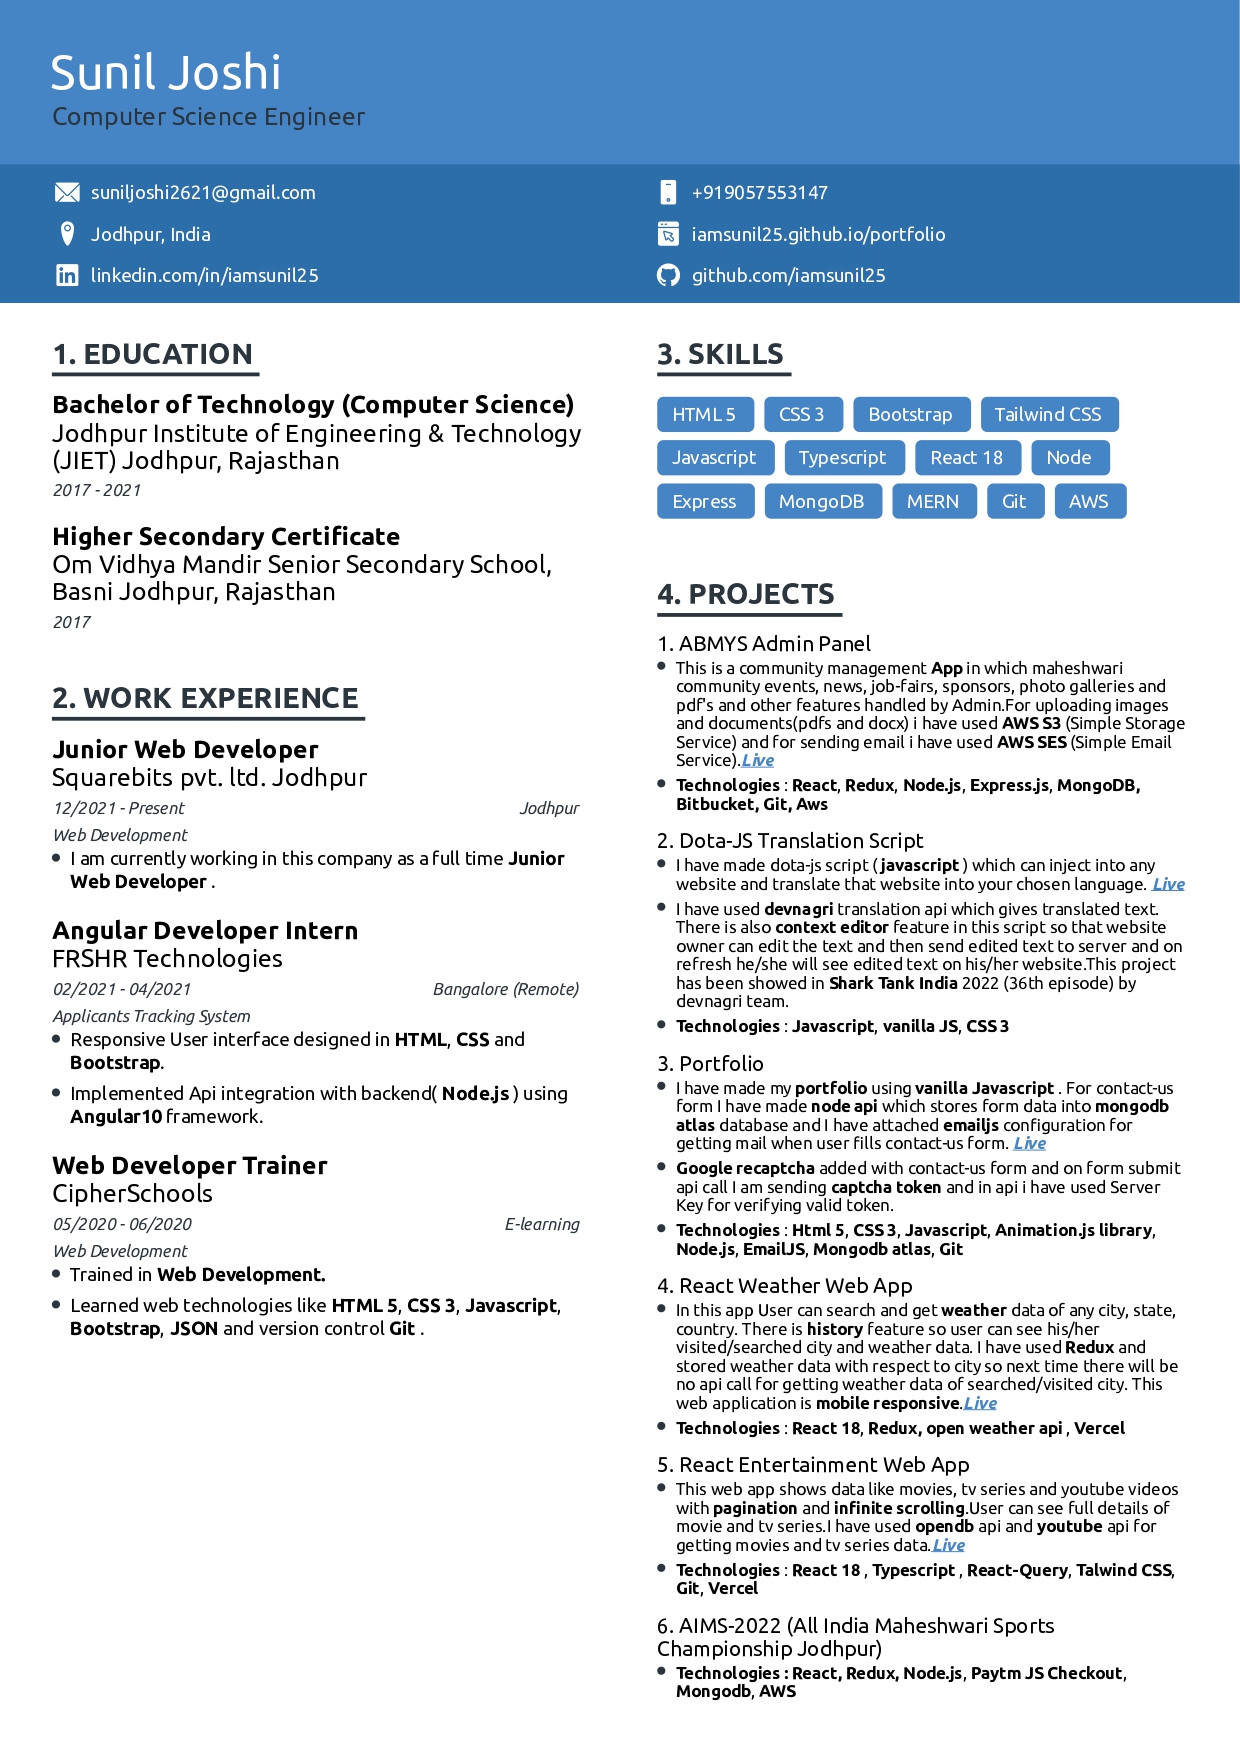 Sunil Joshi
Computer Science Engineer
suniljoshi2621@gmail.com
+919057553147
Jodhpur, India
iamsunil25.github.io/portfolio
linkedin.com/in/iamsunil25
github.com/iamsunil25
1. EDUCATION
Bachelor of Technology (Computer Science)
Jodhpur Institute of Engineering & Technology
(JIET) Jodhpur, Rajasthan
2017 - 2021
Higher Secondary Certificate
Om Vidhya Mandir Senior Secondary School,
Basni Jodhpur, Rajasthan
2017
2. WORK EXPERIENCE
Junior Web Developer
Squarebits pvt. ltd. Jodhpur
12/2021 - Present Jodhpur
Web Development
I am currently working in this company as a full time Junior
Web Developer .
Angular Developer Intern
FRSHR Technologies
02/2021 - 04/2021 Bangalore (Remote)
Applicants Tracking System
Responsive User interface designed in HTML, CSS and
Bootstrap.
Implemented Api integration with backend( Node.js ) using
Angular10 framework.
Web Developer Trainer
CipherSchools
05/2020 - 06/2020 E-learning
Web Development
Trained in Web Development.
Learned web technologies like HTML 5, CSS 3, Javascript,
Bootstrap, JSON and version control Git .
3. SKILLS
HTML 5 CSS 3 Bootstrap Tailwind CSS
Javascript Typescript React 18 Node
Express MongoDB MERN Git AWS
4. PROJECTS
1. ABMYS Admin Panel
This is a community management App in which maheshwari
community events, news, job-fairs, sponsors, photo galleries and
pdf's and other features handled by Admin.For uploading images
and documents(pdfs and docx) i have used AWS S3 (Simple Storage
Service) and for sending email i have used AWS SES (Simple Email
Service).Live
Technologies : React, Redux, Node.js, Express.js, MongoDB,
Bitbucket, Git, Aws
2. Dota-JS Translation Script
I have made dota-js script ( javascript ) which can inject into any
website and translate that website into your chosen language. Live
I have used devnagri translation api which gives translated text.
There is also context editor feature in this script so that website
owner can edit the text and then send edited text to server and on
refresh he/she will see edited text on his/her website.This project
has been showed in Shark Tank India 2022 (36th episode) by
devnagri team.
Technologies : Javascript, vanilla JS, CSS 3
3. Portfolio
I have made my portfolio using vanilla Javascript . For contact-us
form I have made node api which stores form data into mongodb
atlas database and I have attached emailjs configuration for
getting mail when user fills contact-us form. Live
Google recaptcha added with contact-us form and on form submit
api call I am sending captcha token and in api i have used Server
Key for verifying valid token.
Technologies : Html 5, CSS 3, Javascript, Animation.js library,
Node.js, EmailJS, Mongodb atlas, Git
4. React Weather Web App
In this app User can search and get weather data of any city, state,
country. There is history feature so user can see his/her
visited/searched city and weather data. I have used Redux and
stored weather data with respect to city so next time there will be
no api call for getting weather data of searched/visited city. This
web application is mobile responsive.Live
Technologies : React 18, Redux, open weather api , Vercel
5. React Entertainment Web App
This web app shows data like movies, tv series and youtube videos
with pagination and infinite scrolling.User can see full details of
movie and tv series.I have used opendb api and youtube api for
getting movies and tv series data.Live
Technologies : React 18 , Typescript , React-Query, Talwind CSS,
Git, Vercel
6. AIMS-2022 (All India Maheshwari Sports
Championship Jodhpur)
Technologies : React, Redux, Node.js, Paytm JS Checkout,
Mongodb, AWS